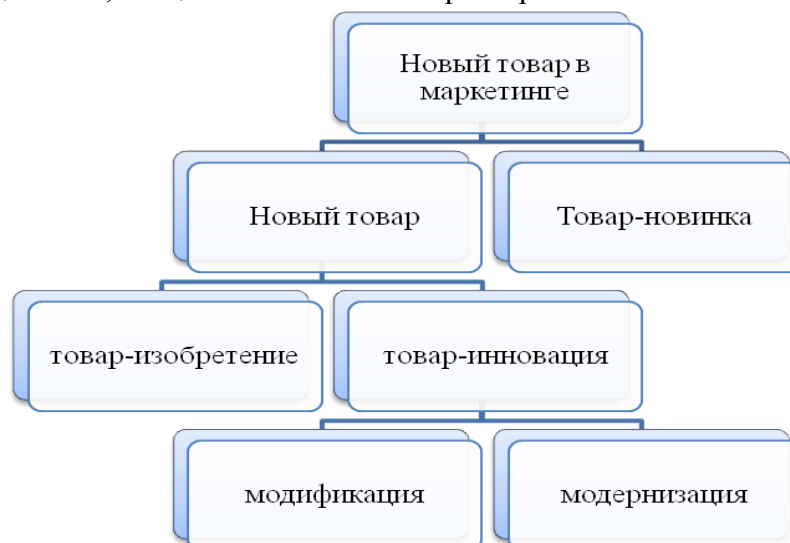 Новый товар в
маркетинге
Новый товар
Товар-новинка
товар-изобретение
товар-инновация
модификация
модернизация